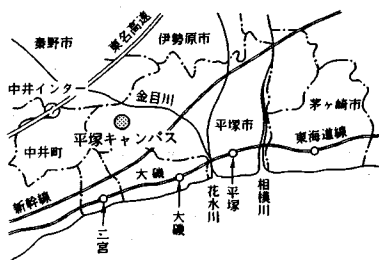 秦野市
東名高速
伊勢原市
中井インター
金目川
茅ヶ崎市
平塚キャンパス
平塚市
東海道線
中井町
大磯
新幹線
二宮
大磯
花水川
平塚
相模川